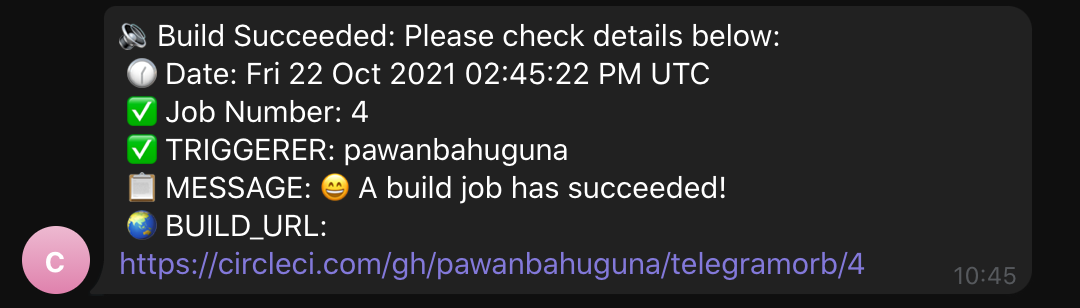 🔊 Build Succeeded: Please check details below:
🕜 Date: Fri 22 Oct 2021 02:45:22 PM UTC
✅ Job Number: 4
✅ TRIGGERER: pawanbahuguna
📋 MESSAGE: 😄 A build job has succeeded!
🌏 BUILD_URL:
C
https://circleci.com/gh/pawanbahuguna/telegramorb/4
10:45